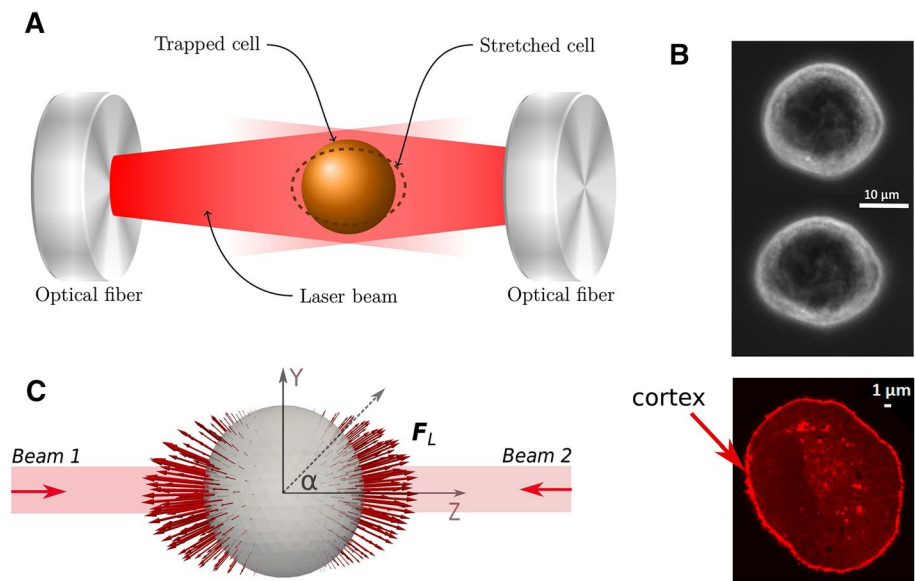 A
Trapped cell
Stretched cell
Optical fiber
Laser beam
Optical fiber
B
10 µm
cortex
1 µm
C
Y
F_L
Beam 1
Beam 2
α
Z